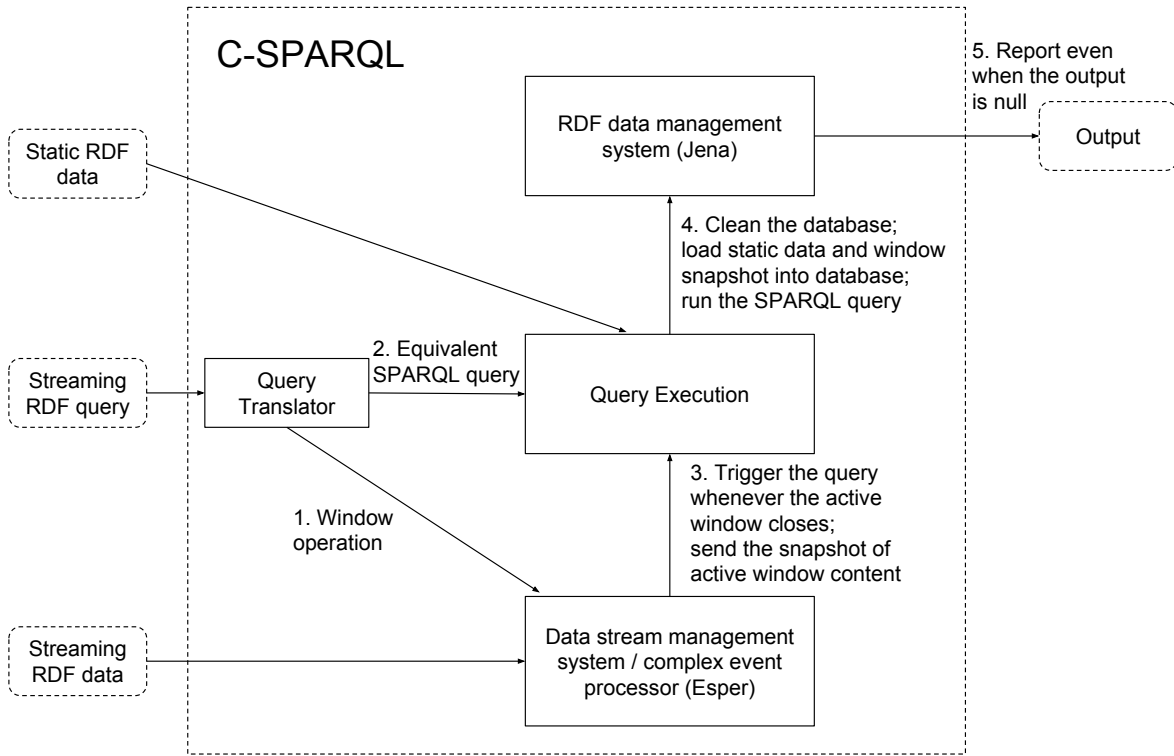 C-SPARQL
5. Report even
when the output
is null
RDF data management
system (Jena)
Output
Static RDF
data
4. Clean the database;
load static data and window
snapshot into database;
run the SPARQL query
2. Equivalent
SPARQL query
Streaming
RDF query
Query
Translator
Query Execution
3. Trigger the query
whenever the active
window closes;
send the snapshot of
active window content
1. Window
operation
Streaming
RDF data
Data stream management
system / complex event
processor (Esper)